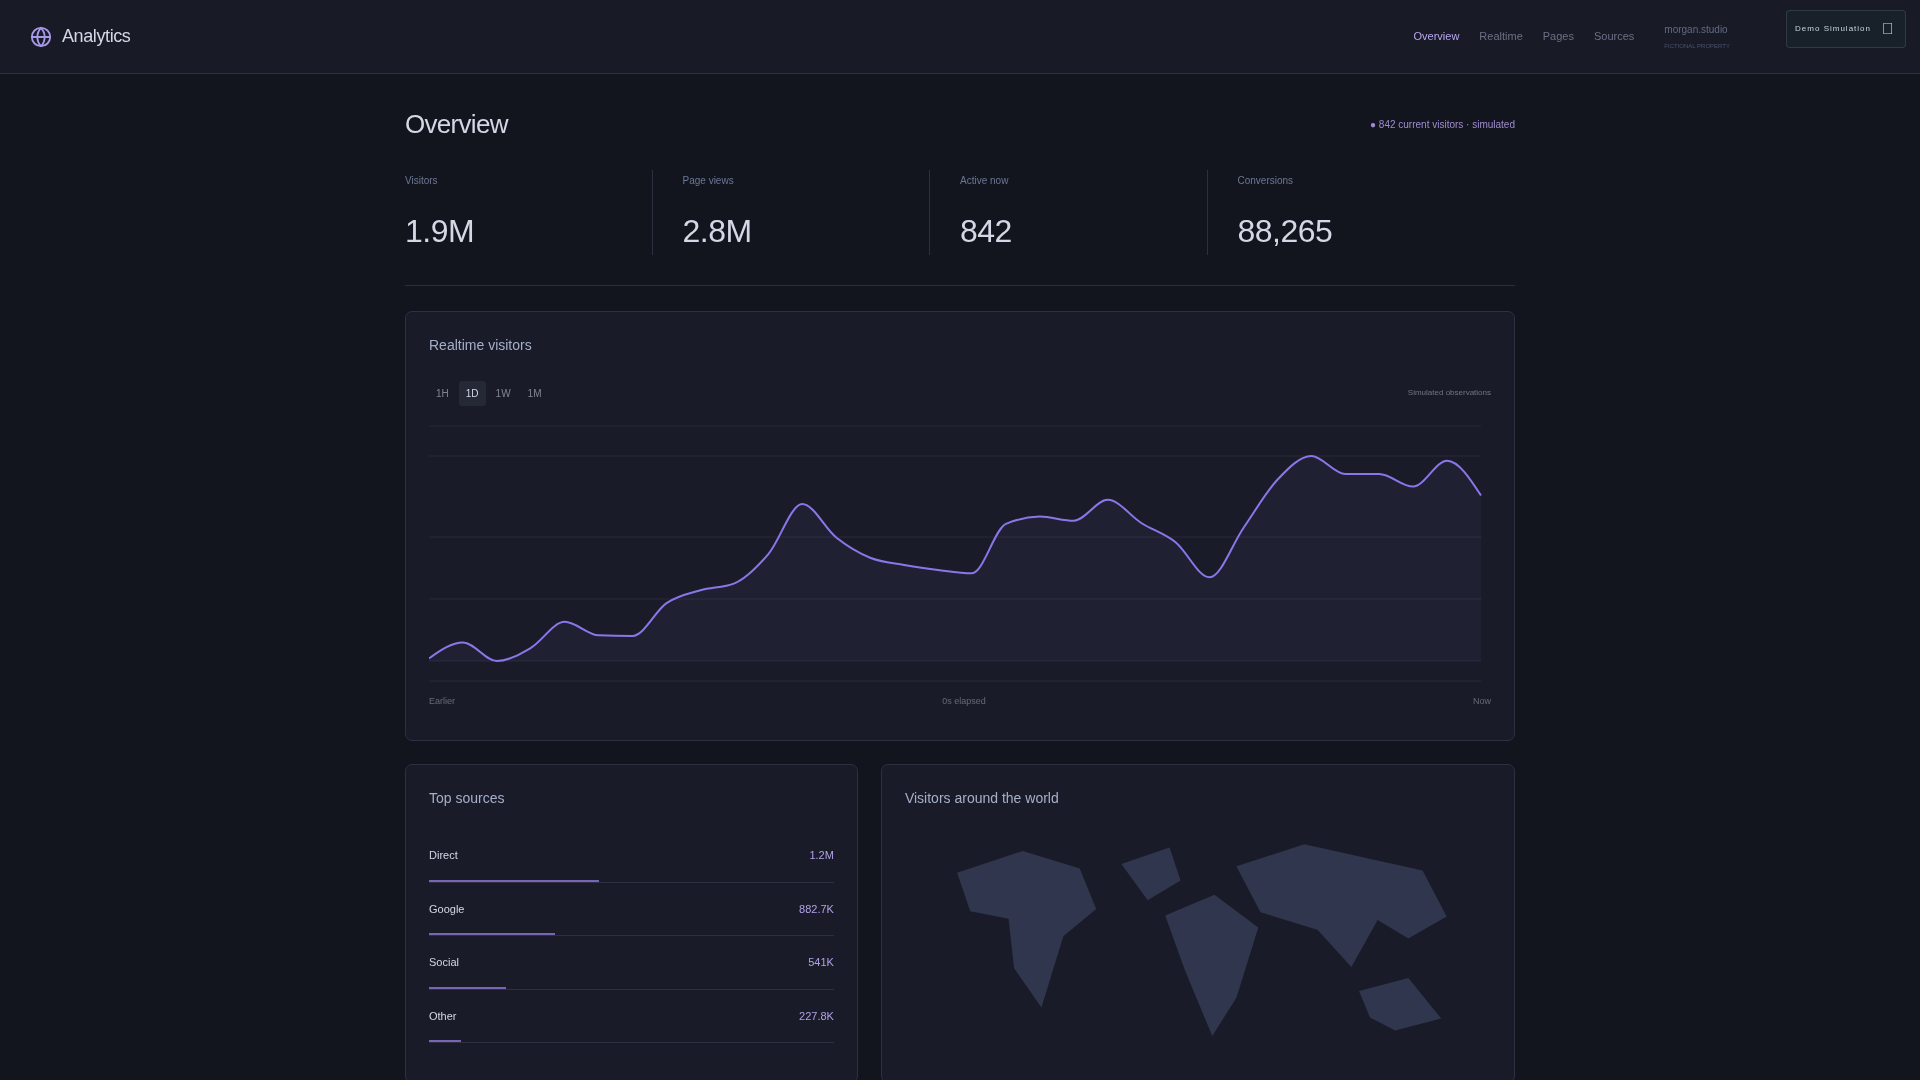 Analytics
Overview Realtime Pages Sources
morgan.studio
FICTIONAL PROPERTY
Demo Simulation
Overview
● 842 current visitors · simulated
Visitors
1.9M
Page views
2.8M
Active now
842
Conversions
88,265
Realtime visitors
1H 1D 1W 1M
Simulated observations
Earlier 0s elapsed Now
Top sources
Direct 1.2M
Google 882.7K
Social 541K
Other 227.8K
Visitors around the world